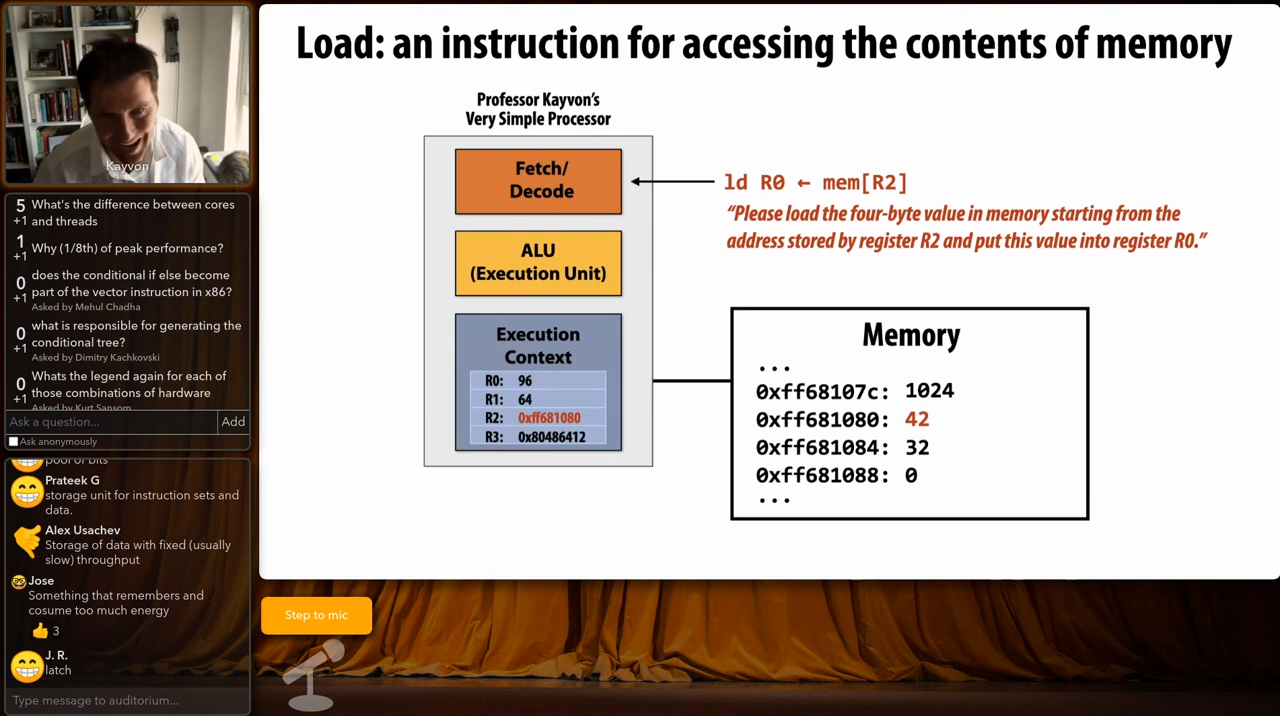 Kayvon
5
+1
What's the difference between cores
and threads
1
+1
Why (1/8th) of peak performance?
0
+1
does the conditional if else become
part of the vector instruction in x86?
Asked by Mehul Chadha
0
+1
what is responsible for generating the
conditional tree?
Asked by Dimitry Kachkovski
0
+1
Whats the legend again for each of
those combinations of hardware
Asked by Kurt Sansom
Ask a question...
Add
Ask anonymously
pool of bits
Prateek G
storage unit for instruction sets and
data.
Alex Usachev
Storage of data with fixed (usually
slow) throughput
Jose
Something that remembers and
cosume too much energy
3
J. R.
latch
Type message to auditorium...
Load: an instruction for accessing the contents of memory
Professor Kayvon's
Very Simple Processor
Fetch/
Decode
ALU
(Execution Unit)
Execution
Context
R0: 96
R1: 64
R2: 0xff681080
R3: 0x80486412
ld R0 ← mem[R2]
“Please load the four-byte value in memory starting from the
address stored by register R2 and put this value into register R0.”
Memory
...
0xff68107c: 1024
0xff681080: 42
0xff681084: 32
0xff681088: 0
...
Step to mic